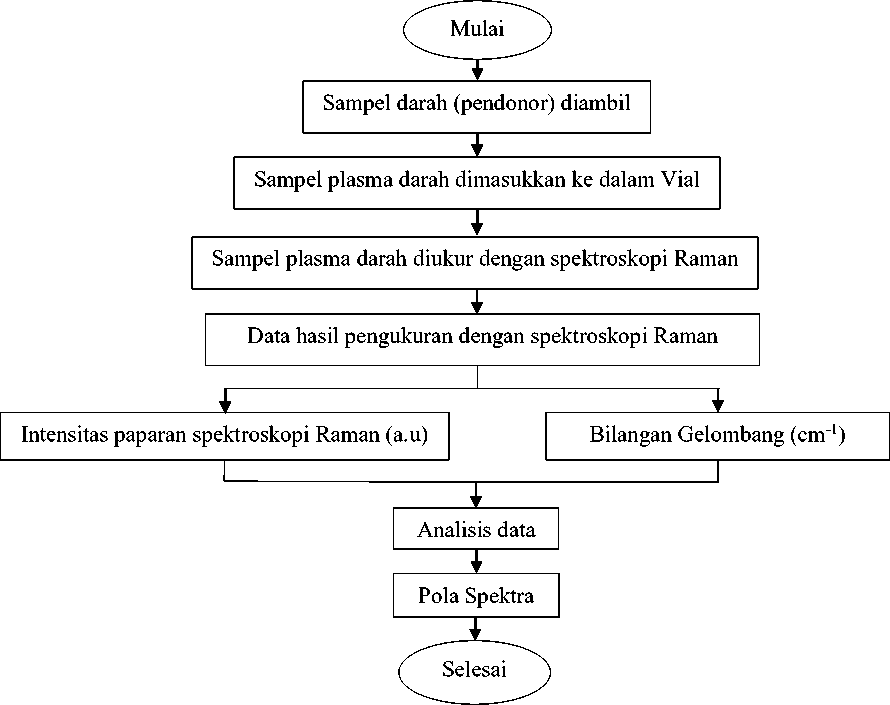 Mulai
Sampel darah (pendonor) diambil
Sampel plasma darah dimasukkan ke dalam Vial
Sampel plasma darah diukur dengan spektroskopi Raman
Data hasil pengukuran dengan spektroskopi Raman
Intensitas paparan spektroskopi Raman (a.u)
Bilangan Gelombang (cm⁻¹)
Analisis data
Pola Spektra
Selesai